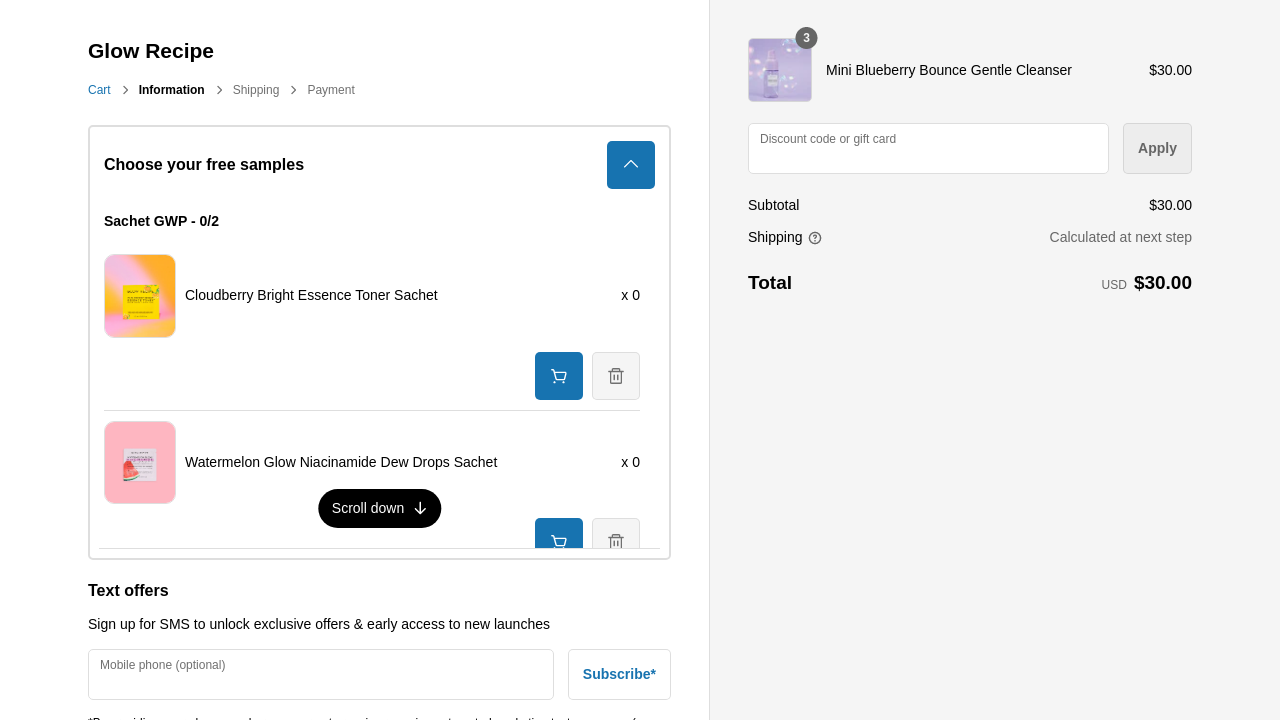 Glow Recipe
Cart
Information
Shipping
Payment
Choose your free samples
Sachet GWP - 0/2
Cloudberry Bright Essence Toner Sachet
x 0
Watermelon Glow Niacinamide Dew Drops Sachet
x 0
Scroll down
Text offers
Sign up for SMS to unlock exclusive offers & early access to new launches
Mobile phone (optional)
Subscribe*
3
Mini Blueberry Bounce Gentle Cleanser
$30.00
Discount code or gift card
Apply
Subtotal
$30.00
Shipping
Calculated at next step
Total
USD $30.00